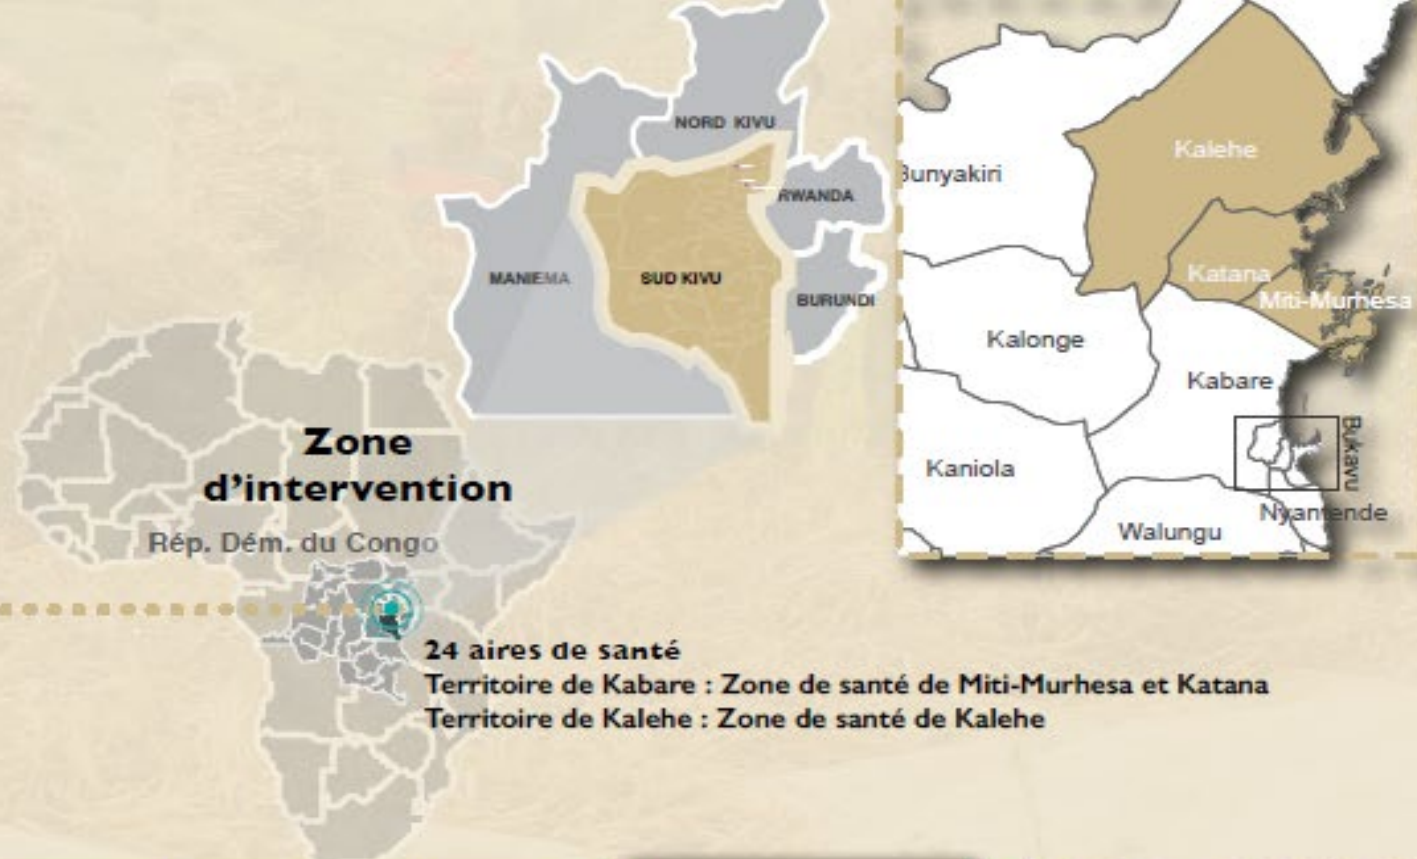 NORD KIVU
RWANDA
MANIEMA
SUD KIVU
BURUNDI
Zone
d'intervention
Rép. Dém. du Congo
24 aires de santé
Territoire de Kabare : Zone de santé de Miti-Murhesa et Katana
Territoire de Kalehe : Zone de santé de Kalehe
Kalehe
Bunyakiri
Katana
Miti-Murhesa
Kalonge
Kabare
Bukavu
Kaniola
Nyamende
Walungu